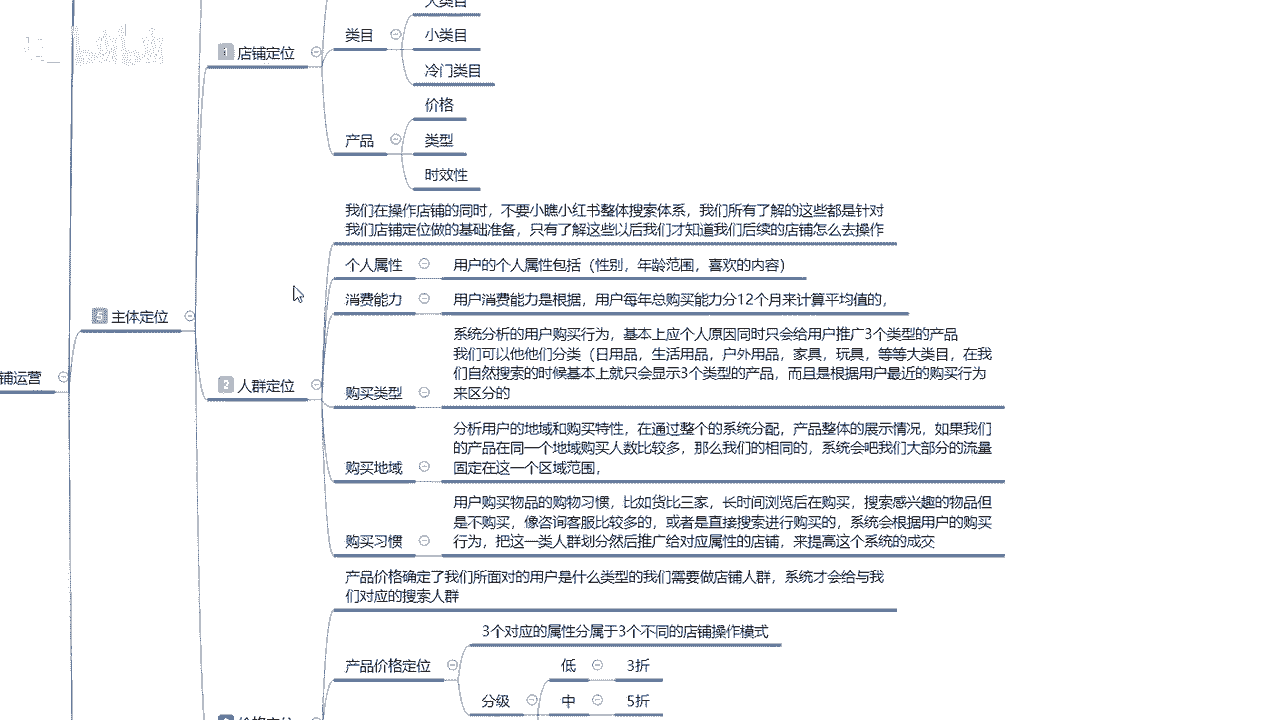 大类目
1 店铺定位
类目
小类目
冷门类目
价格
产品
类型
时效性
我们在操作店铺的同时，不要小瞧小红书整体搜索体系，我们所有了解的这些都是针对
我们店铺定位做的基础准备，只有了解这些以后我们才知道我们后续的店铺怎么去操作
个人属性
用户的个人属性包括（性别，年龄范围，喜欢的内容）
消费能力
用户消费能力是根据，用户每年总购买能力分12个月来计算平均值的，
5 主体定位
系统分析的用户购买行为，基本上应个人原因同时只会给用户推广3个类型的产品
我们可以他他们分类（日用品，生活用品，户外用品，家具，玩具，等等大类目，在我
们自然搜索的时候基本上就只会显示3个类型的产品，而且是根据用户最近的购买行为
来区分的
铺运营
2 人群定位
购买类型
分析用户的地域和购买特性，在通过整个的系统分配，产品整体的展示情况，如果我们
的产品在同一个地域购买人数比较多，那么我们的相同的，系统会吧我们大部分的流量
固定在这一个区域范围，
购买地域
用户购买物品的购物习惯，比如货比三家，长时间浏览后在购买，搜索感兴趣的物品但
是不购买，像咨询客服比较多的，或者是直接搜索进行购买的，系统会根据用户的购买
行为，把这一类人群划分然后推广给对应属性的店铺，来提高这个系统的成交
购买习惯
产品价格确定了我们所面对的用户是什么类型的我们需要做店铺人群，系统才会给与我
们对应的搜索人群
3个对应的属性分属于3个不同的店铺操作模式
产品价格定位
低
3折
分级
中
5折
价格定位